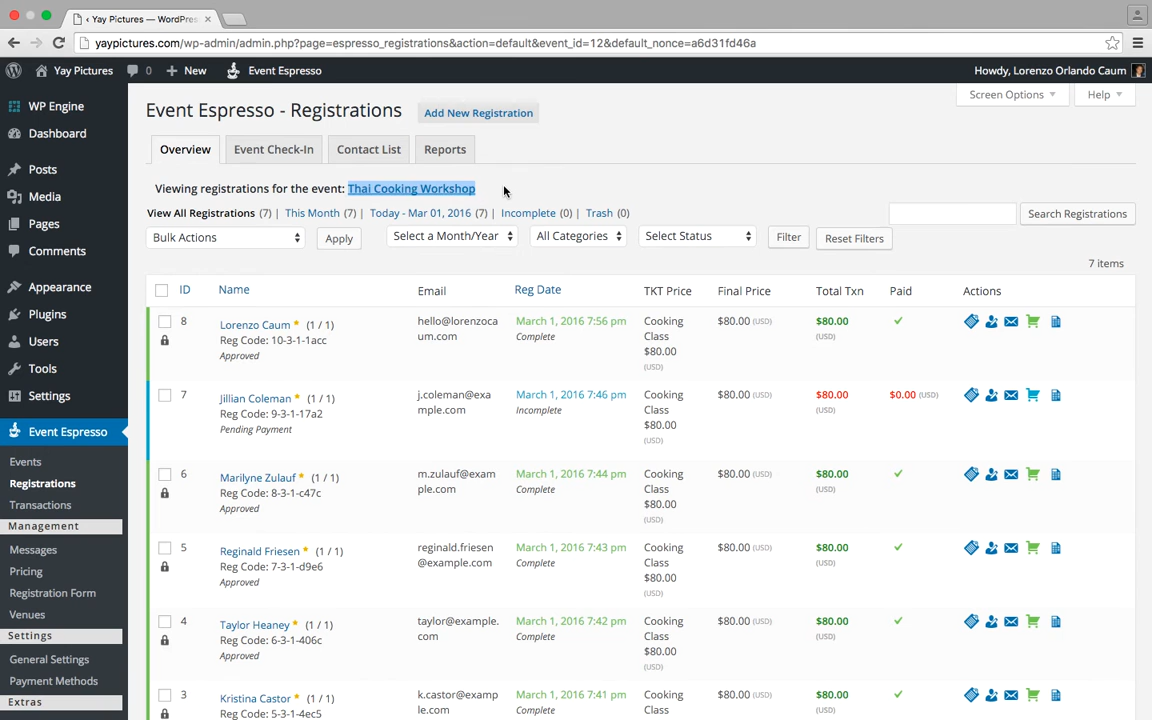 ‹ Yay Pictures — WordPres
yaypictures.com/wp-admin/admin.php?page=espresso_registrations&action=default&event_id=12&default_nonce=a6d31fd46a
Yay Pictures 0 New Event Espresso Howdy, Lorenzo Orlando Caum
WP Engine
Dashboard
Posts
Media
Pages
Comments
Appearance
Plugins
Users
Tools
Settings
Event Espresso
Events
Registrations
Transactions
Management
Messages
Pricing
Registration Form
Venues
Settings
General Settings
Payment Methods
Extras
Screen Options Help
Event Espresso - Registrations Add New Registration
Overview Event Check-In Contact List Reports
Viewing registrations for the event: Thai Cooking Workshop
View All Registrations (7) | This Month (7) | Today - Mar 01, 2016 (7) | Incomplete (0) | Trash (0)
Search Registrations
Bulk Actions Apply Select a Month/Year All Categories Select Status Filter Reset Filters
7 items
ID Name Email Reg Date TKT Price Final Price Total Txn Paid Actions
8 Lorenzo Caum * (1 / 1) hello@lorenzoca March 1, 2016 7:56 pm Cooking $80.00 (USD) $80.00
Reg Code: 10-3-1-1acc um.com Complete Class (USD)
Approved $80.00
(USD)
7 Jillian Coleman * (1 / 1) j.coleman@exa March 1, 2016 7:46 pm Cooking $80.00 (USD) $80.00 $0.00 (USD)
Reg Code: 9-3-1-17a2 mple.com Incomplete Class (USD)
Pending Payment $80.00
(USD)
6 Marilyne Zulauf * (1 / 1) m.zulauf@exam March 1, 2016 7:44 pm Cooking $80.00 (USD) $80.00
Reg Code: 8-3-1-c47c ple.com Complete Class (USD)
Approved $80.00
(USD)
5 Reginald Friesen * (1 / 1) reginald.friesen March 1, 2016 7:43 pm Cooking $80.00 (USD) $80.00
Reg Code: 7-3-1-d9e6 @example.com Complete Class (USD)
Approved $80.00
(USD)
4 Taylor Heaney * (1 / 1) taylor@example. March 1, 2016 7:42 pm Cooking $80.00 (USD) $80.00
Reg Code: 6-3-1-406c com Complete Class (USD)
Approved $80.00
(USD)
3 Kristina Castor * (1 / 1) k.castor@examp March 1, 2016 7:41 pm Cooking $80.00 (USD) $80.00
Reg Code: 5-3-1-4ec5 le.com Complete Class (USD)